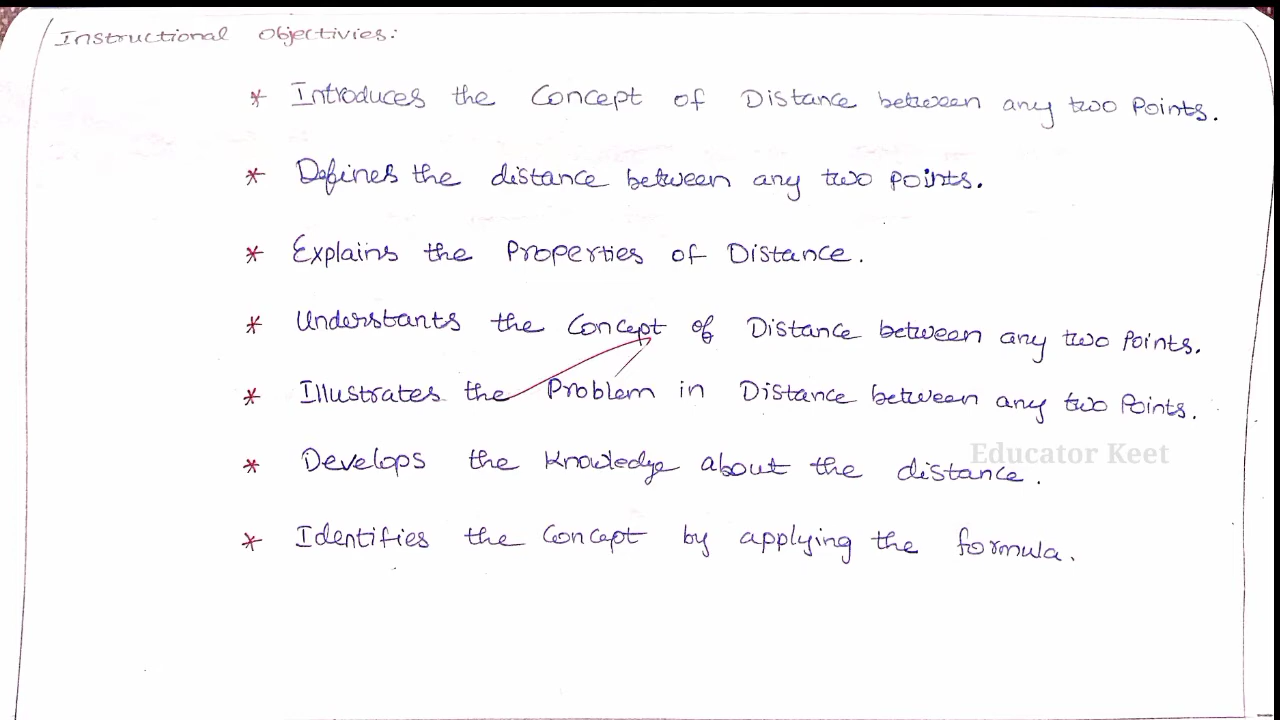 Instructional Objectivies:
* Introduces the Concept of Distance between any two Points.
* Defines the distance between any two points.
* Explains the Properties of Distance.
* Understants the Concept of Distance between any two Points.
* Illustrates the Problem in Distance between any two Points.
* Develops the Knowledge about the distance.
Educator Keet
* Identifies the Concept by applying the formula.